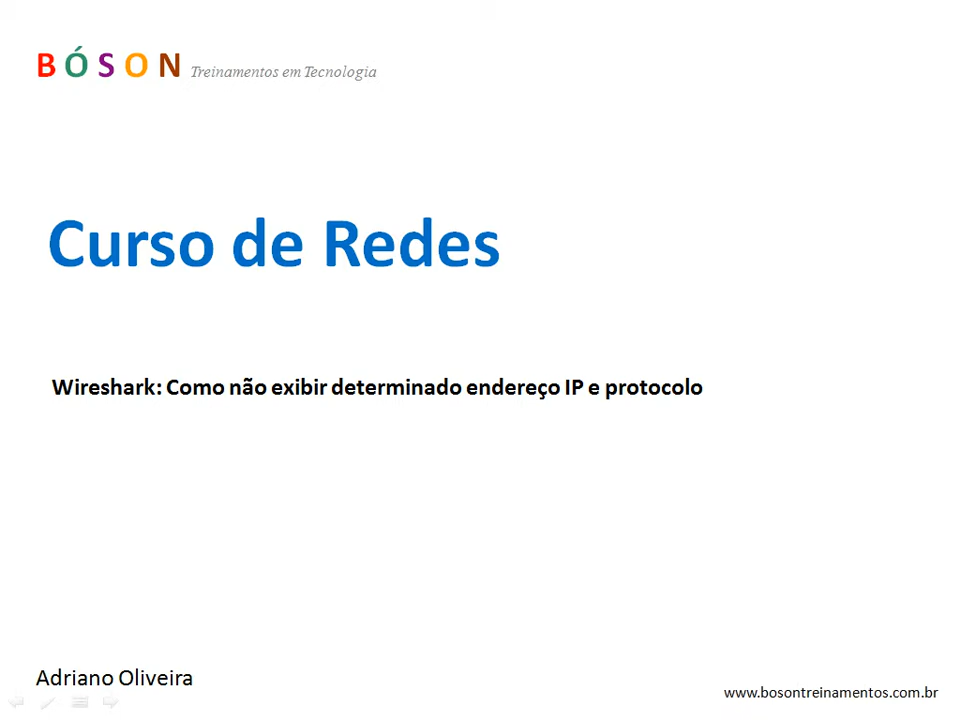 BÓSON Treinamentos em Tecnologia
Curso de Redes
Wireshark: Como não exibir determinado endereço IP e protocolo
Adriano Oliveira
www.bosontreinamentos.com.br